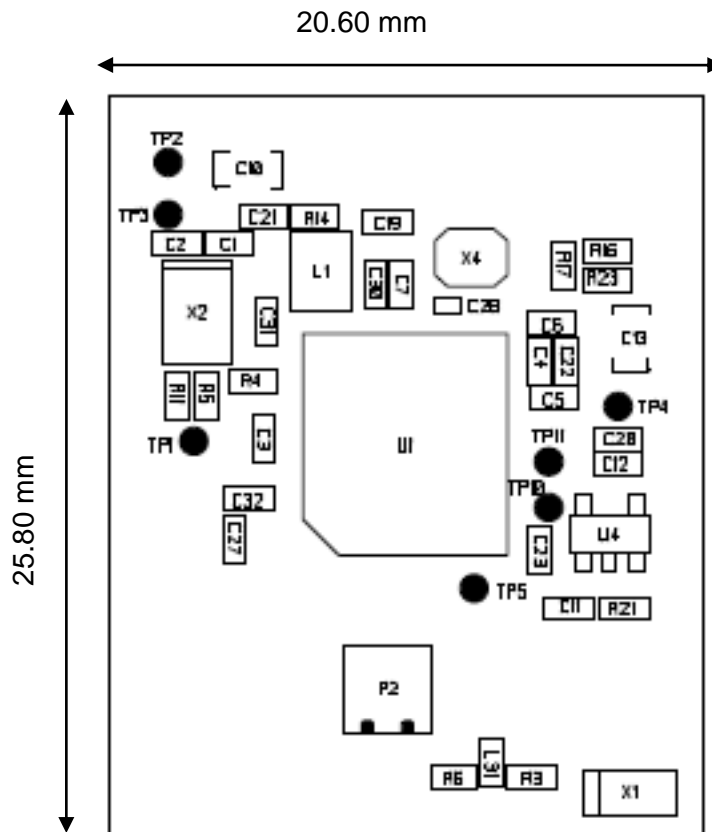 20.60 mm
25.80 mm
TP2
C10
TP3
C21
R14
C19
C2
C1
L1
C30
C7
X4
R17
R16
R23
X2
C31
C28
C6
C13
C4
C22
R11
R5
R4
C5
TP4
TP1
C3
U1
TP11
C28
C12
TP10
C32
C27
C23
U4
TP5
C11
R21
P2
R6
L31
R3
X1